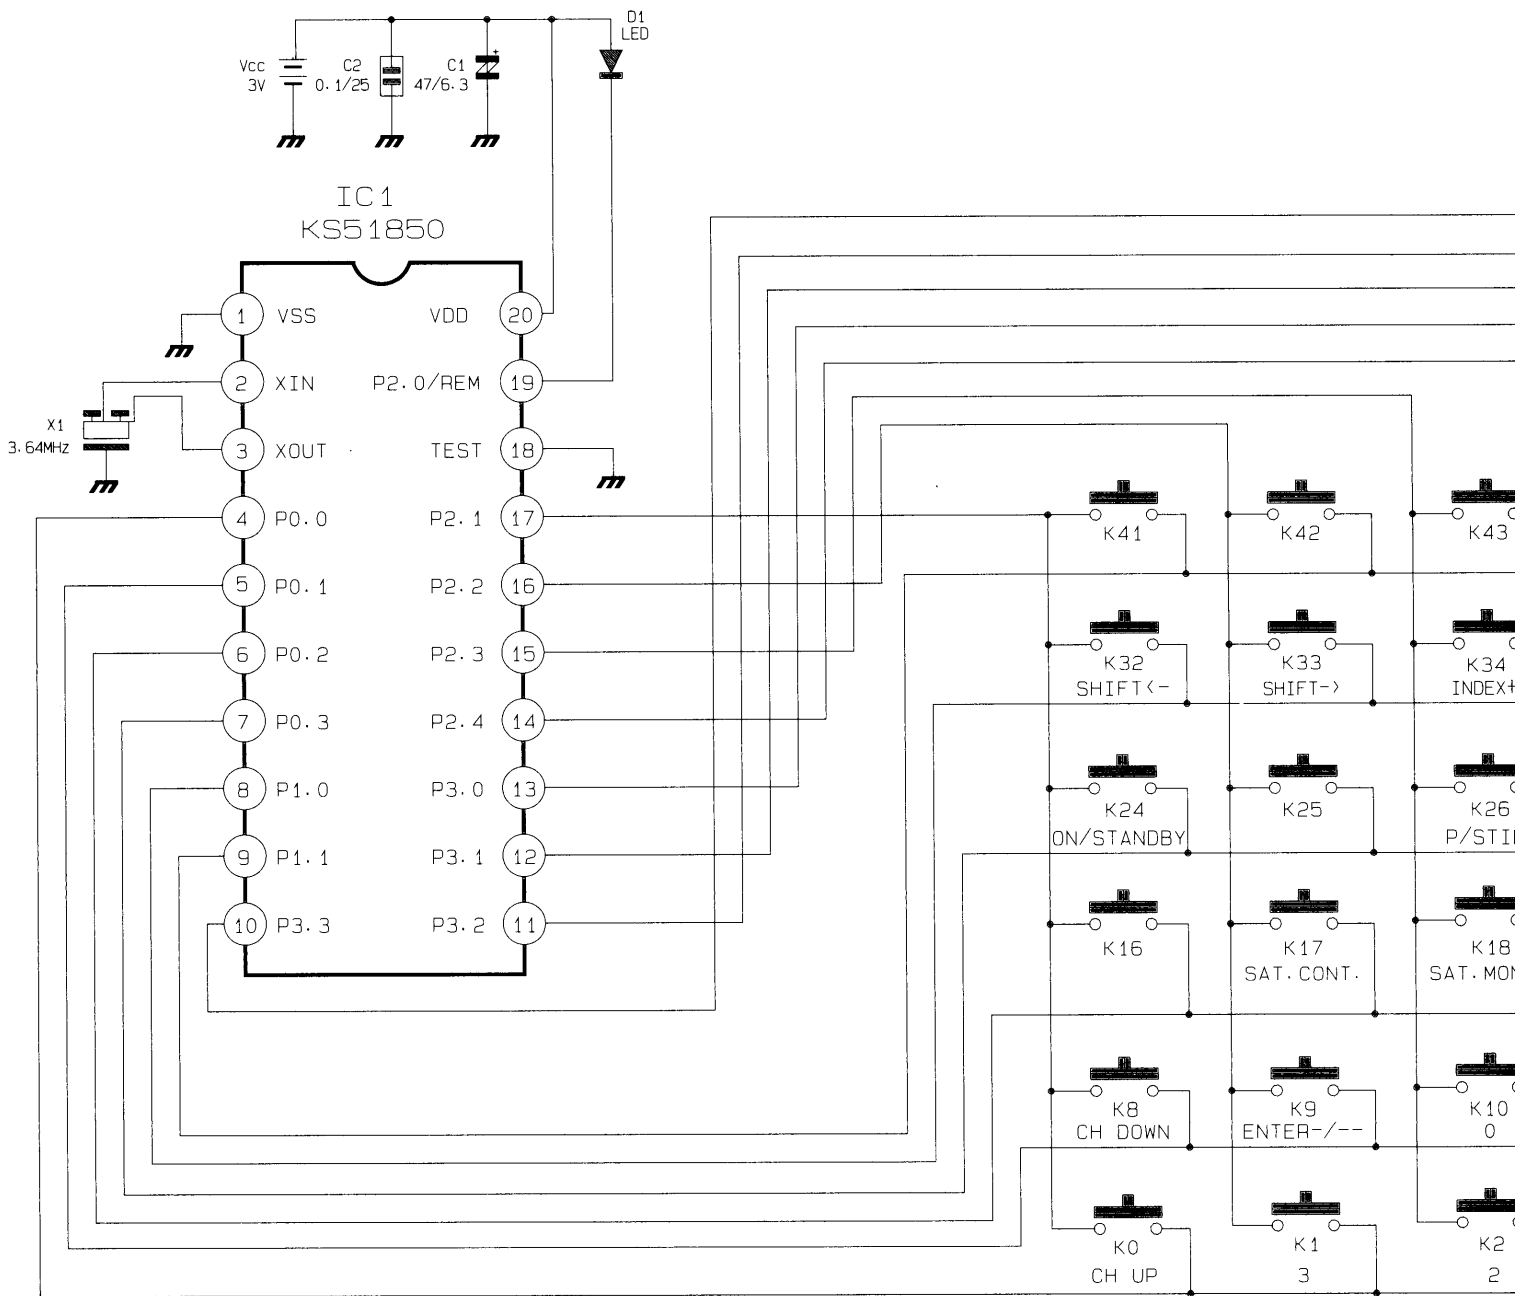 D1
LED
Vcc
3V
C2
0.1/25
C1
47/6.3
+
IC1
KS51850
1 VSS
VDD 20
2 XIN
P2.0/REM 19
X1
3.64MHz
3 XOUT
TEST 18
4 P0.0
P2.1 17
5 P0.1
P2.2 16
6 P0.2
P2.3 15
7 P0.3
P2.4 14
8 P1.0
P3.0 13
9 P1.1
P3.1 12
10 P3.3
P3.2 11
K41
K42
K43
K32
SHIFT<-
K33
SHIFT->
K34
INDEX+
K24
ON/STANDBY
K25
K26
K16
K17
SAT.CONT.
K18
K8
CH DOWN
K9
ENTER-/--
K10
0
K0
CH UP
K1
3
K2
2